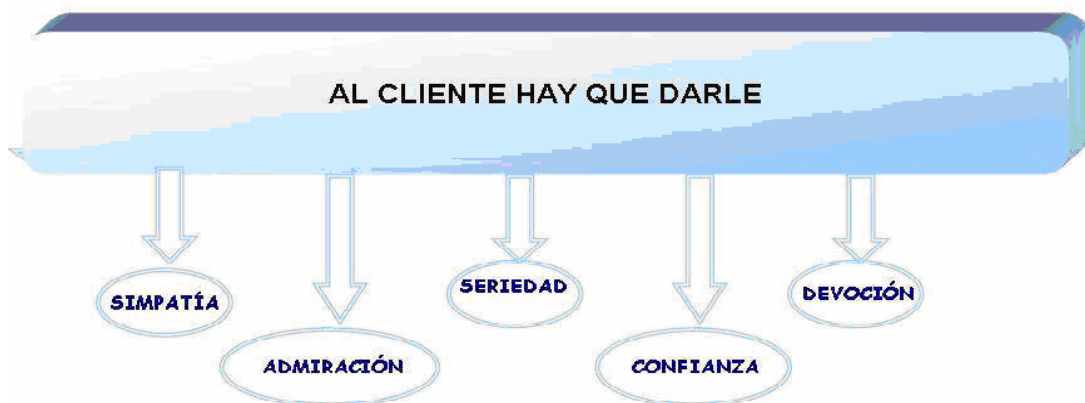 AL CLIENTE HAY QUE DARLE
SIMPATÍA
ADMIRACIÓN
SERIEDAD
CONFIANZA
DEVOCIÓN